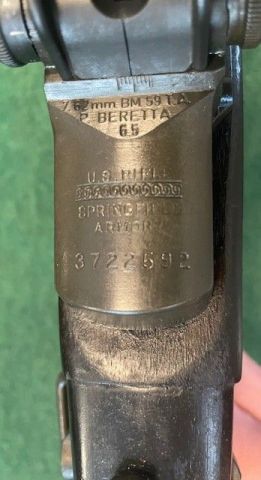 7.62mm BM 59 T.A.
P. BERETTA
65
U.S. RIFLE
SPRINGFIELD
ARMORY
3722592